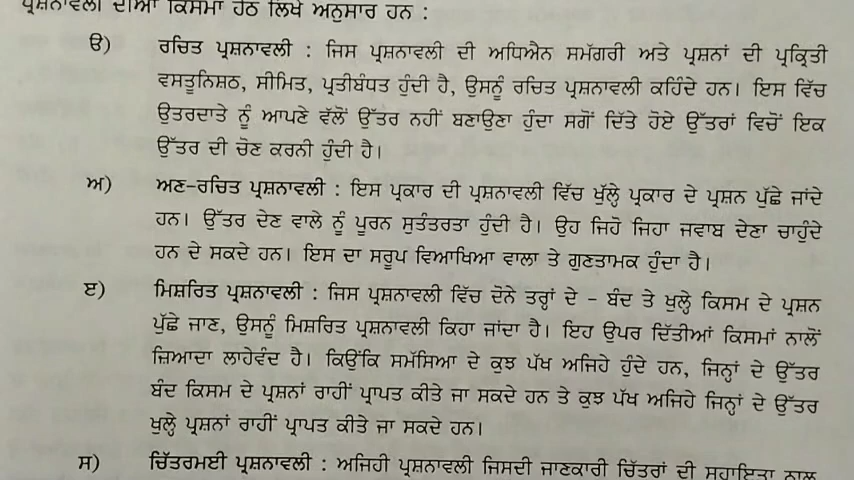 ਪ੍ਰਸ਼ਨਾਵਲੀ ਦੀਆਂ ਕਿਸਮਾਂ ਹੇਠ ਲਿਖੇ ਅਨੁਸਾਰ ਹਨ :
ੳ) ਰਚਿਤ ਪ੍ਰਸ਼ਨਾਵਲੀ : ਜਿਸ ਪ੍ਰਸ਼ਨਾਵਲੀ ਦੀ ਅਧਿਐਨ ਸਮੱਗਰੀ ਅਤੇ ਪ੍ਰਸ਼ਨਾਂ ਦੀ ਪ੍ਰਕ੍ਰਿਤੀ
ਵਸਤੂਨਿਸ਼ਠ, ਸੀਮਿਤ, ਪ੍ਰਤੀਬੰਧਤ ਹੁੰਦੀ ਹੈ, ਉਸਨੂੰ ਰਚਿਤ ਪ੍ਰਸ਼ਨਾਵਲੀ ਕਹਿੰਦੇ ਹਨ। ਇਸ ਵਿੱਚ
ਉਤਰਦਾਤੇ ਨੂੰ ਆਪਣੇ ਵੱਲੋਂ ਉੱਤਰ ਨਹੀਂ ਬਣਾਉਣਾ ਹੁੰਦਾ ਸਗੋਂ ਦਿੱਤੇ ਹੋਏ ਉੱਤਰਾਂ ਵਿਚੋਂ ਇਕ
ਉੱਤਰ ਦੀ ਚੋਣ ਕਰਨੀ ਹੁੰਦੀ ਹੈ।
ਅ) ਅਣ-ਰਚਿਤ ਪ੍ਰਸ਼ਨਾਵਲੀ : ਇਸ ਪ੍ਰਕਾਰ ਦੀ ਪ੍ਰਸ਼ਨਾਵਲੀ ਵਿੱਚ ਖੁੱਲ੍ਹੇ ਪ੍ਰਕਾਰ ਦੇ ਪ੍ਰਸ਼ਨ ਪੁੱਛੇ ਜਾਂਦੇ
ਹਨ। ਉੱਤਰ ਦੇਣ ਵਾਲੇ ਨੂੰ ਪੂਰਨ ਸੁਤੰਤਰਤਾ ਹੁੰਦੀ ਹੈ। ਉਹ ਜਿਹੋ ਜਿਹਾ ਜਵਾਬ ਦੇਣਾ ਚਾਹੁੰਦੇ
ਹਨ ਦੇ ਸਕਦੇ ਹਨ। ਇਸ ਦਾ ਸਰੂਪ ਵਿਆਖਿਆ ਵਾਲਾ ਤੇ ਗੁਣਾਤਮਕ ਹੁੰਦਾ ਹੈ।
ੲ) ਮਿਸ਼ਰਿਤ ਪ੍ਰਸ਼ਨਾਵਲੀ : ਜਿਸ ਪ੍ਰਸ਼ਨਾਵਲੀ ਵਿੱਚ ਦੋਨੋ ਤਰ੍ਹਾਂ ਦੇ - ਬੰਦ ਤੇ ਖੁੱਲ੍ਹੇ ਕਿਸਮ ਦੇ ਪ੍ਰਸ਼ਨ
ਪੁੱਛੇ ਜਾਣ, ਉਸਨੂੰ ਮਿਸ਼ਰਿਤ ਪ੍ਰਸ਼ਨਾਵਲੀ ਕਿਹਾ ਜਾਂਦਾ ਹੈ। ਇਹ ਉਪਰ ਦਿੱਤੀਆਂ ਕਿਸਮਾਂ ਨਾਲੋਂ
ਜ਼ਿਆਦਾ ਲਾਹੇਵੰਦ ਹੈ। ਕਿਉਂਕਿ ਸਮੱਸਿਆ ਦੇ ਕੁਝ ਪੱਖ ਅਜਿਹੇ ਹੁੰਦੇ ਹਨ, ਜਿਨ੍ਹਾਂ ਦੇ ਉੱਤਰ
ਬੰਦ ਕਿਸਮ ਦੇ ਪ੍ਰਸ਼ਨਾਂ ਰਾਹੀਂ ਪ੍ਰਾਪਤ ਕੀਤੇ ਜਾ ਸਕਦੇ ਹਨ ਤੇ ਕੁਝ ਪੱਖ ਅਜਿਹੇ ਜਿਨ੍ਹਾਂ ਦੇ ਉੱਤਰ
ਖੁਲ੍ਹੇ ਪ੍ਰਸ਼ਨਾਂ ਰਾਹੀਂ ਪ੍ਰਾਪਤ ਕੀਤੇ ਜਾ ਸਕਦੇ ਹਨ।
ਸ) ਚਿੱਤਰਮਈ ਪ੍ਰਸ਼ਨਾਵਲੀ : ਅਜਿਹੀ ਪ੍ਰਸ਼ਨਾਵਲੀ ਜਿਸਦੀ ਜਾਣਕਾਰੀ ਚਿੱਤਰਾਂ ਦੀ ਸਹਾਇਤਾ ਨਾਲ